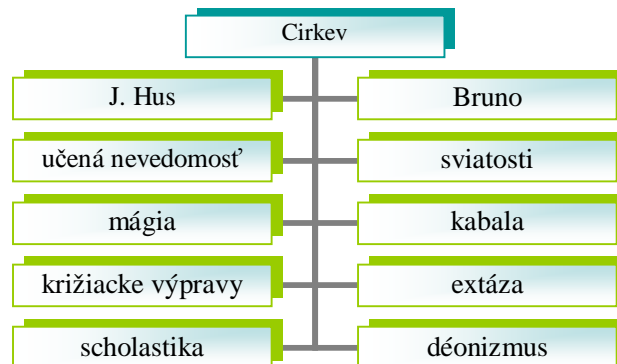 Cirkev
J. Hus
Bruno
učená nevedomosť
sviatosti
mágia
kabala
križiacke výpravy
extáza
scholastika
déonizmus